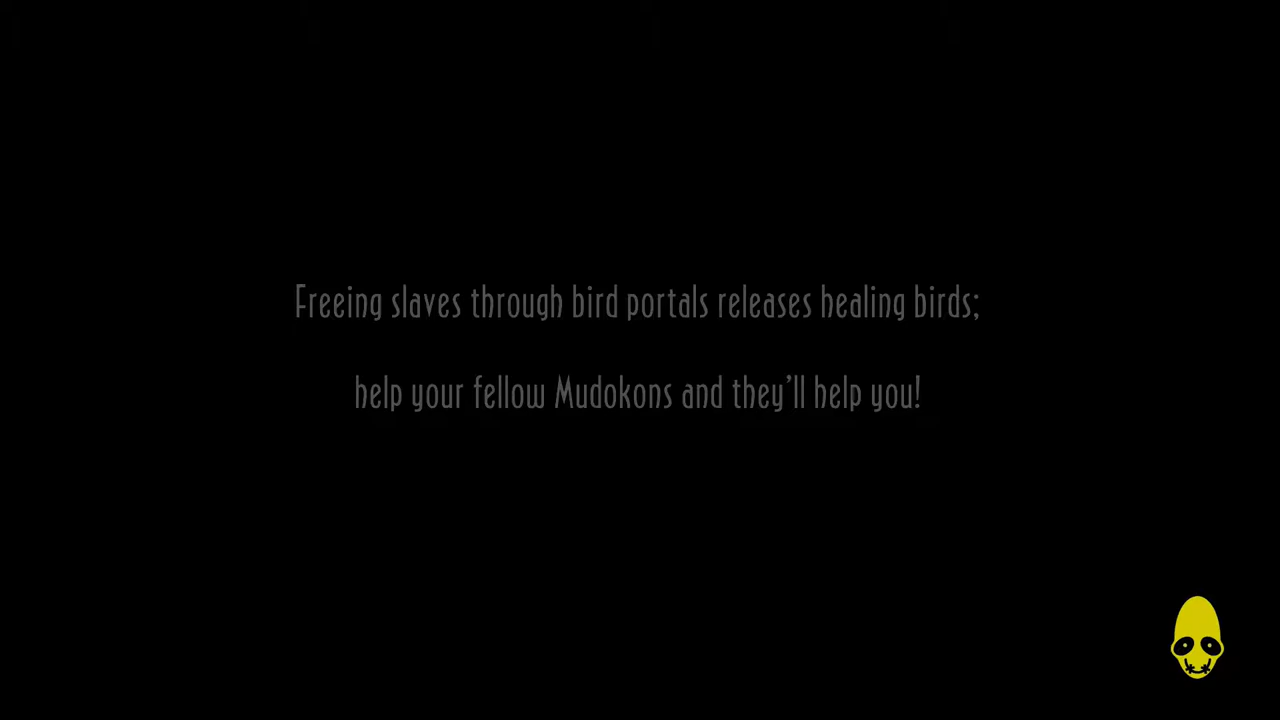 Freeing slaves through bird portals releases healing birds;
help your fellow Mudokons and they'll help you!